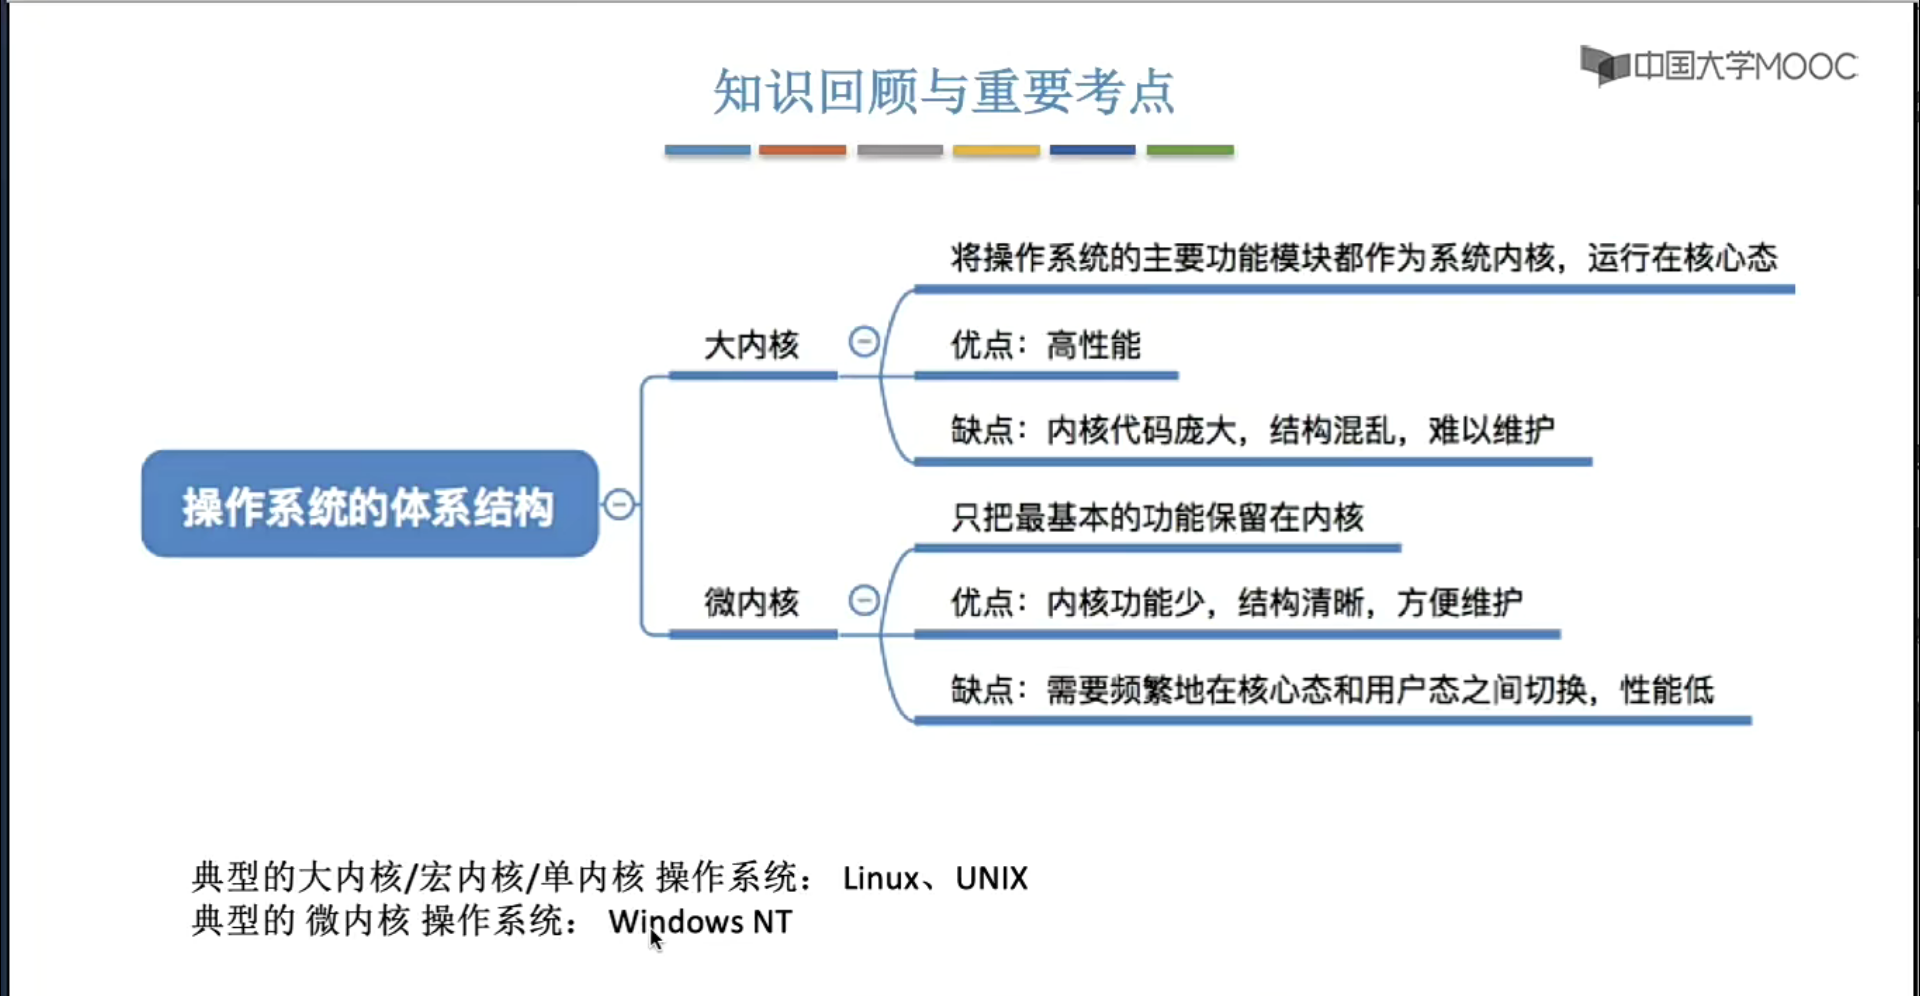 中国大学MOOC
知识回顾与重要考点
将操作系统的主要功能模块都作为系统内核，运行在核心态
大内核
优点：高性能
缺点：内核代码庞大，结构混乱，难以维护
操作系统的体系结构
只把最基本的功能保留在内核
微内核
优点：内核功能少，结构清晰，方便维护
缺点：需要频繁地在核心态和用户态之间切换，性能低
典型的大内核/宏内核/单内核 操作系统： Linux、UNIX
典型的 微内核 操作系统： Windows NT